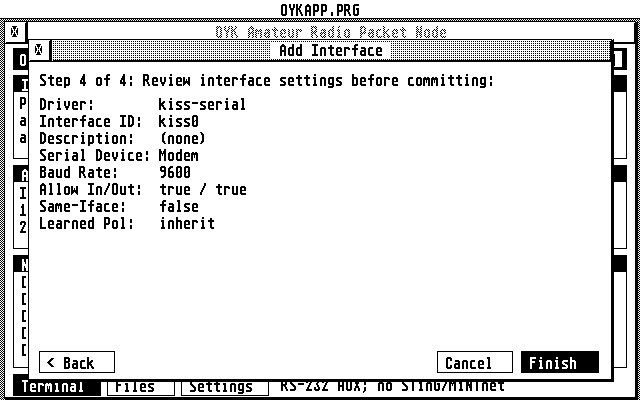 OYKAPP.PRG
OYK Amateur Radio Packet Node
Add Interface
Step 4 of 4: Review interface settings before committing:
Driver: kiss-serial
Interface ID: kiss0
Description: (none)
Serial Device: Modem
Baud Rate: 9600
Allow In/Out: true / true
Same-Iface: false
Learned Pol: inherit
< Back Cancel Finish
Terminal Files Settings RS-232 AUX; no STinG/MiNTnet